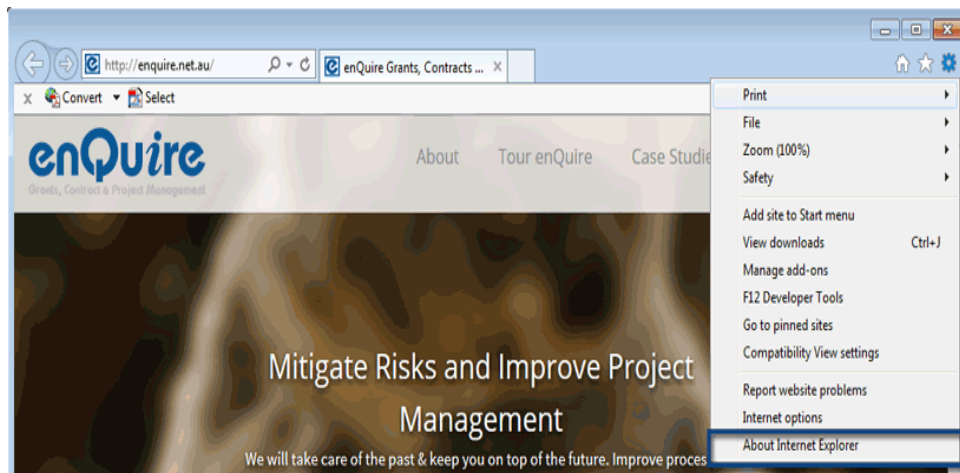 http://enquire.net.au/
enQuire Grants, Contracts ...
Convert Select
enQuire
Grants, Contract & Project Management
About Tour enQuire Case Studie
Mitigate Risks and Improve Project
Management
We will take care of the past & keep you on top of the future. Improve proces
Print
File
Zoom (100%)
Safety
Add site to Start menu
View downloads Ctrl+J
Manage add-ons
F12 Developer Tools
Go to pinned sites
Compatibility View settings
Report website problems
Internet options
About Internet Explorer